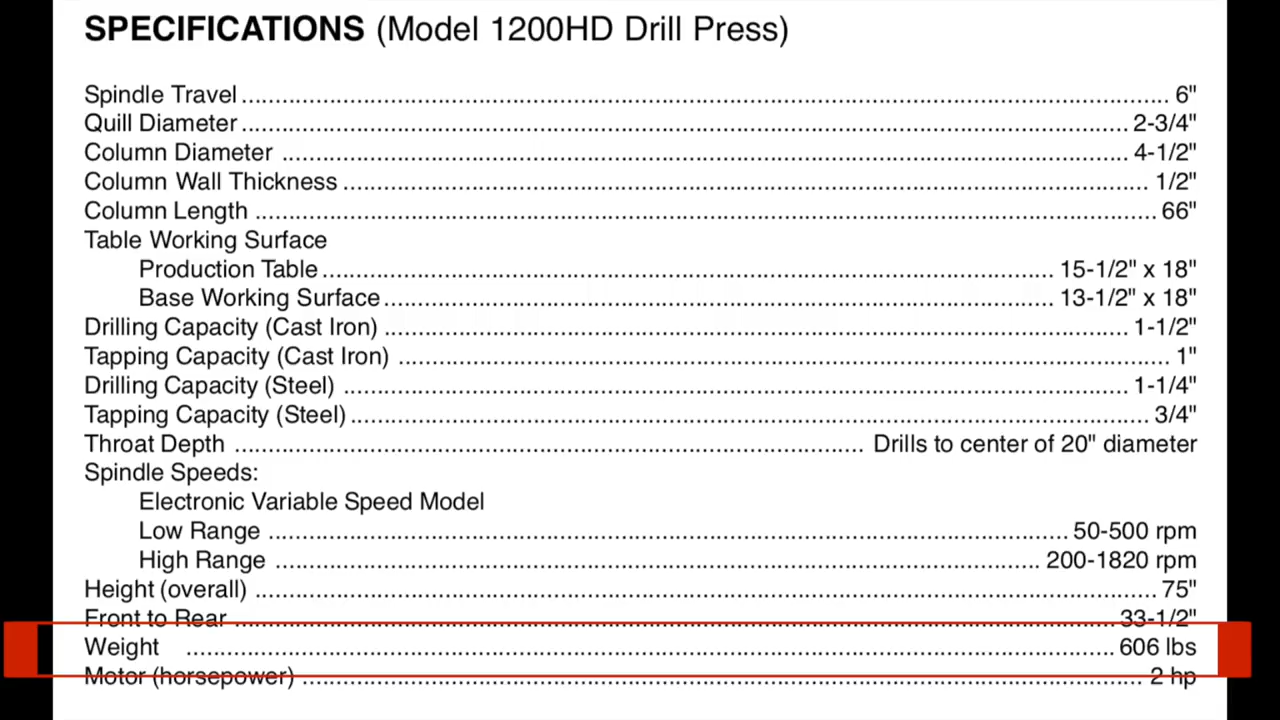 SPECIFICATIONS (Model 1200HD Drill Press)
Spindle Travel ........ 6"
Quill Diameter ........ 2-3/4"
Column Diameter ........ 4-1/2"
Column Wall Thickness ........ 1/2"
Column Length ........ 66"
Table Working Surface
Production Table ........ 15-1/2" x 18"
Base Working Surface ........ 13-1/2" x 18"
Drilling Capacity (Cast Iron) ........ 1-1/2"
Tapping Capacity (Cast Iron) ........ 1"
Drilling Capacity (Steel) ........ 1-1/4"
Tapping Capacity (Steel) ........ 3/4"
Throat Depth ........ Drills to center of 20" diameter
Spindle Speeds:
Electronic Variable Speed Model
Low Range ........ 50-500 rpm
High Range ........ 200-1820 rpm
Height (overall) ........ 75"
Front to Rear ........ 33-1/2"
Weight ........ 606 lbs
Motor (horsepower) ........ 2 hp